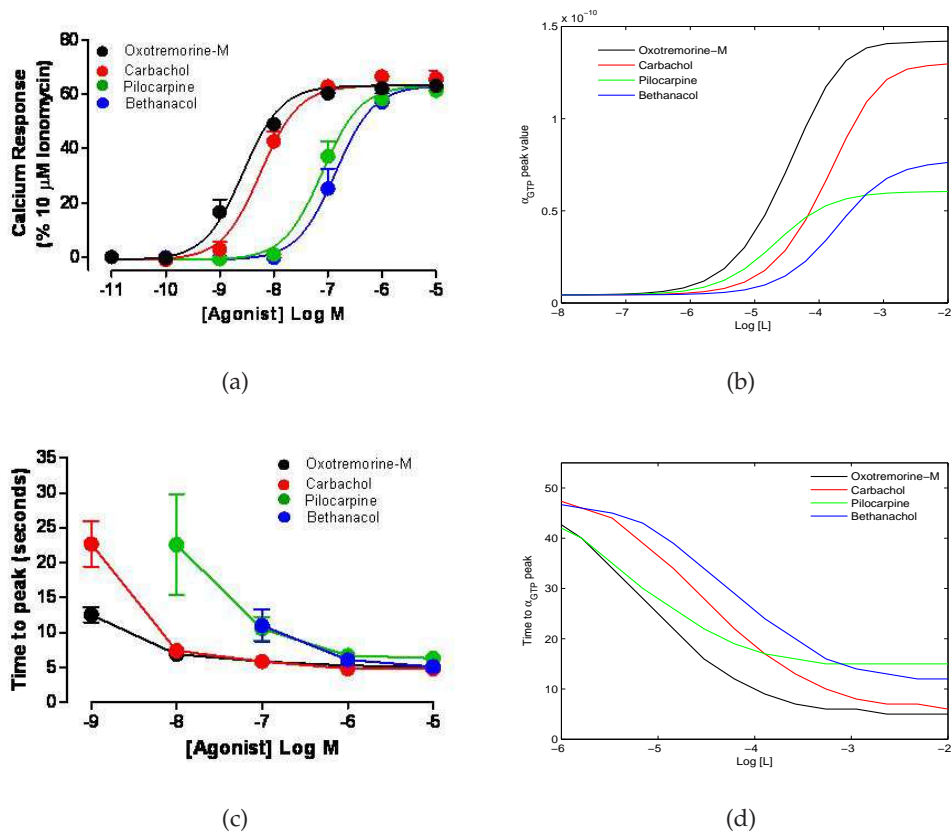 80
60
40
20
0
Calcium Response
(% 10 μM Ionomycin)
Oxotremorine-M
Carbachol
Pilocarpine
Bethanacol
-11 -10 -9 -8 -7 -6 -5
[Agonist] Log M
(a)
x 10^−10
1.5
1
0.5
0
α_GTP peak value
Oxotremorine−M
Carbachol
Pilocarpine
Bethanacol
−8 −7 −6 −5 −4 −3 −2
Log [L]
(b)
35
30
25
20
15
10
5
0
Time to peak (seconds)
Oxotremorine-M
Carbachol
Pilocarpine
Bethanacol
-9 -8 -7 -6 -5
[Agonist] Log M
(c)
50
40
30
20
10
0
Time to α_GTP peak
Oxotremorine−M
Carbachol
Pilocarpine
Bethanachol
−6 −5 −4 −3 −2
Log [L]
(d)